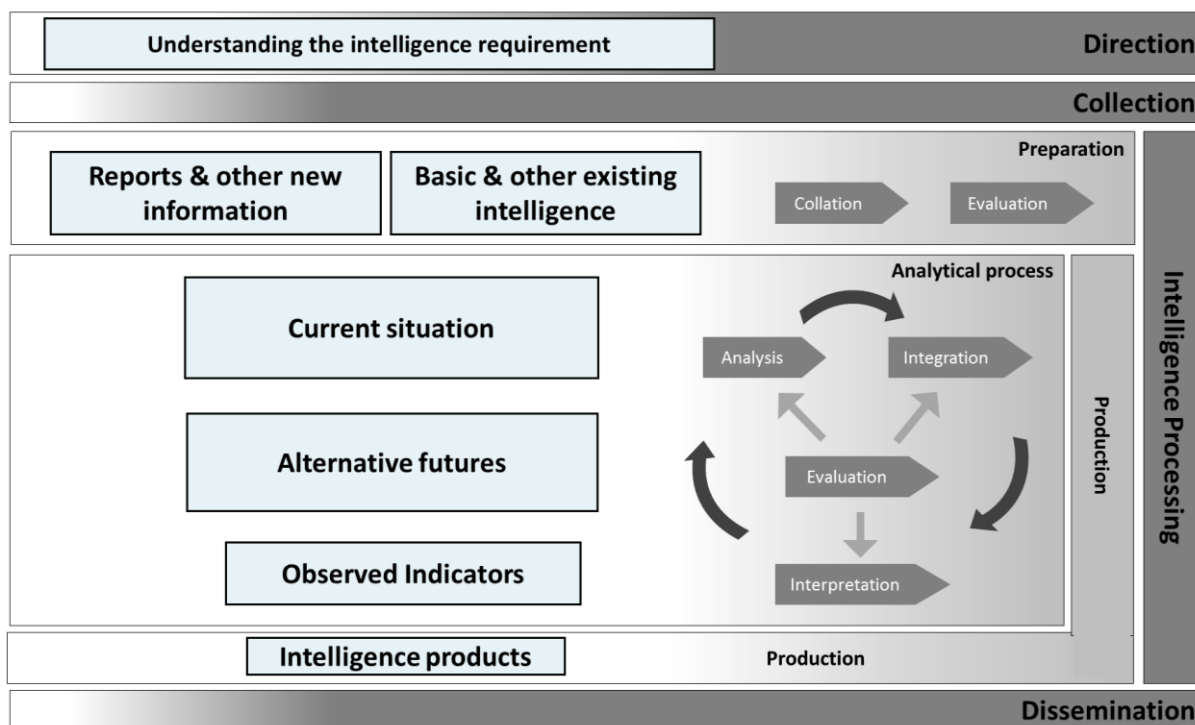 Understanding the intelligence requirement
Direction
Collection
Preparation
Reports & other new
information
Basic & other existing
intelligence
Collation
Evaluation
Intelligence Processing
Analytical process
Current situation
Analysis
Integration
Production
Alternative futures
Evaluation
Observed Indicators
Interpretation
Intelligence products
Production
Dissemination